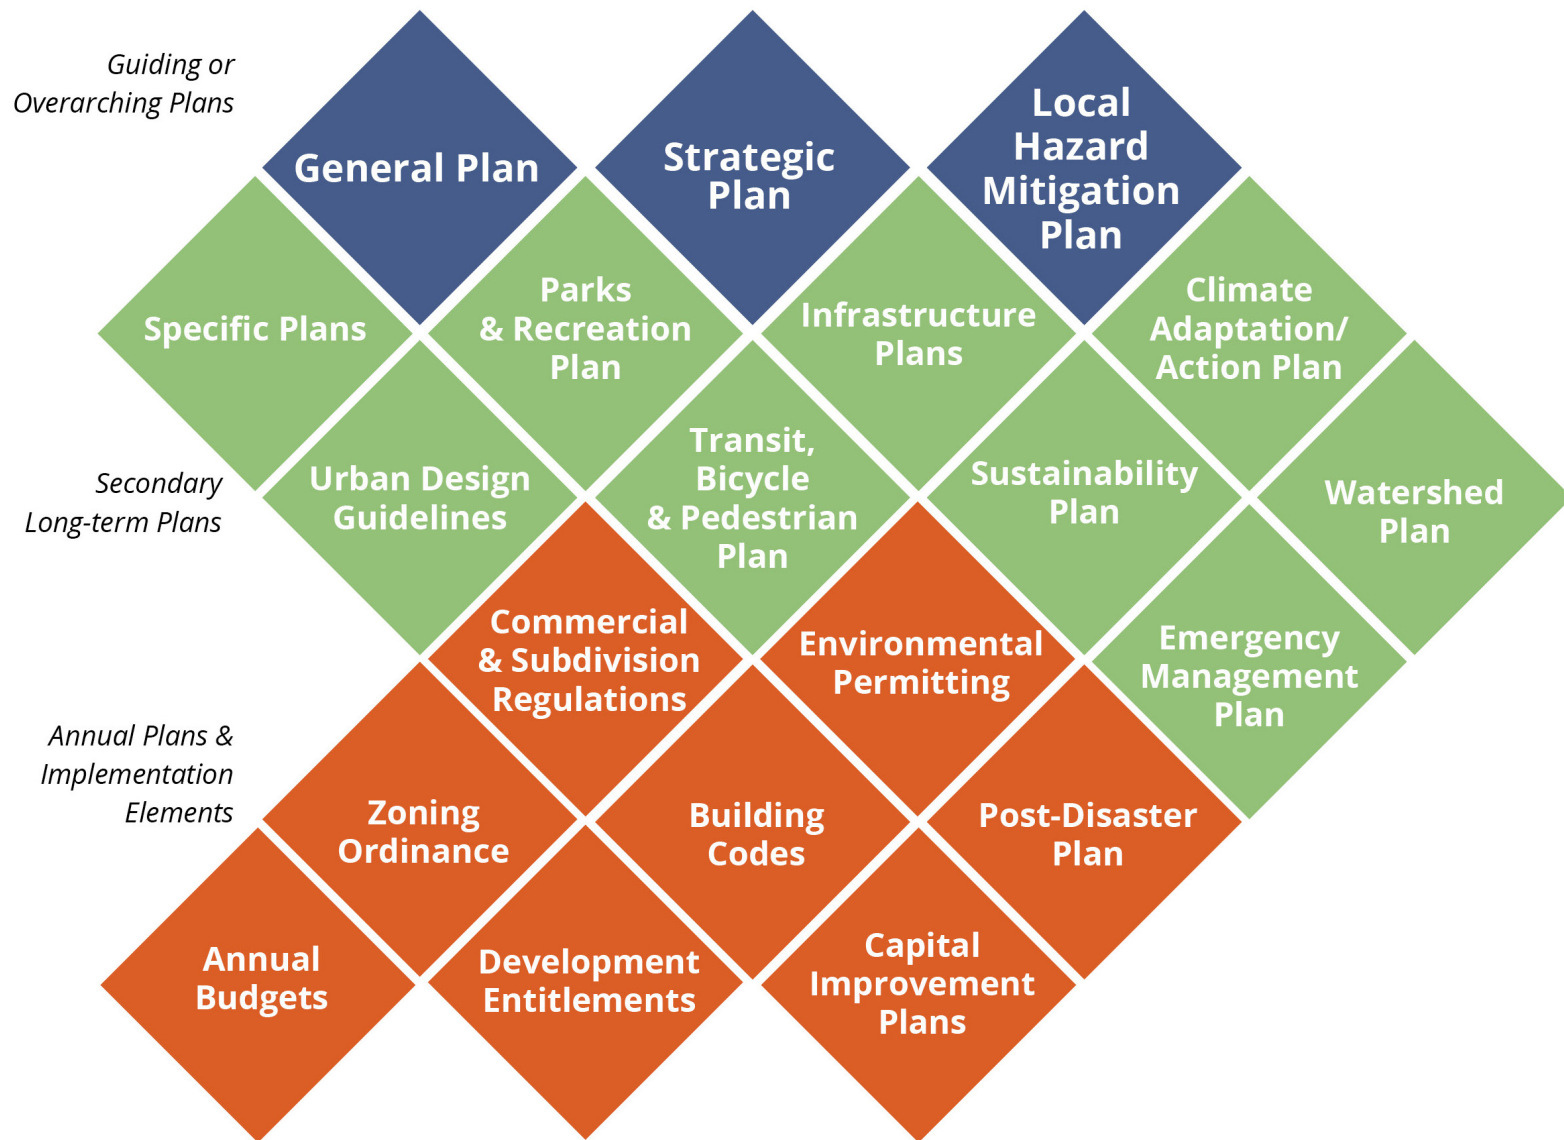 Guiding or
Overarching Plans
General Plan
Strategic
Plan
Local
Hazard
Mitigation
Plan
Specific Plans
Parks
& Recreation
Plan
Infrastructure
Plans
Climate
Adaptation/
Action Plan
Secondary
Long-term Plans
Urban Design
Guidelines
Transit,
Bicycle
& Pedestrian
Plan
Sustainability
Plan
Watershed
Plan
Commercial
& Subdivision
Regulations
Environmental
Permitting
Emergency
Management
Plan
Annual Plans &
Implementation
Elements
Zoning
Ordinance
Building
Codes
Post-Disaster
Plan
Annual
Budgets
Development
Entitlements
Capital
Improvement
Plans